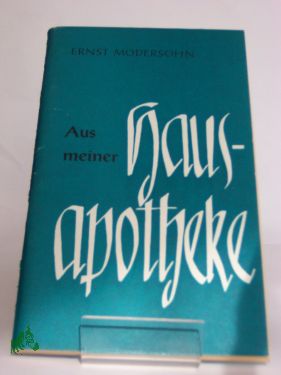 ERNST MODERSOHN
Aus
meiner
Haus-
apotheke